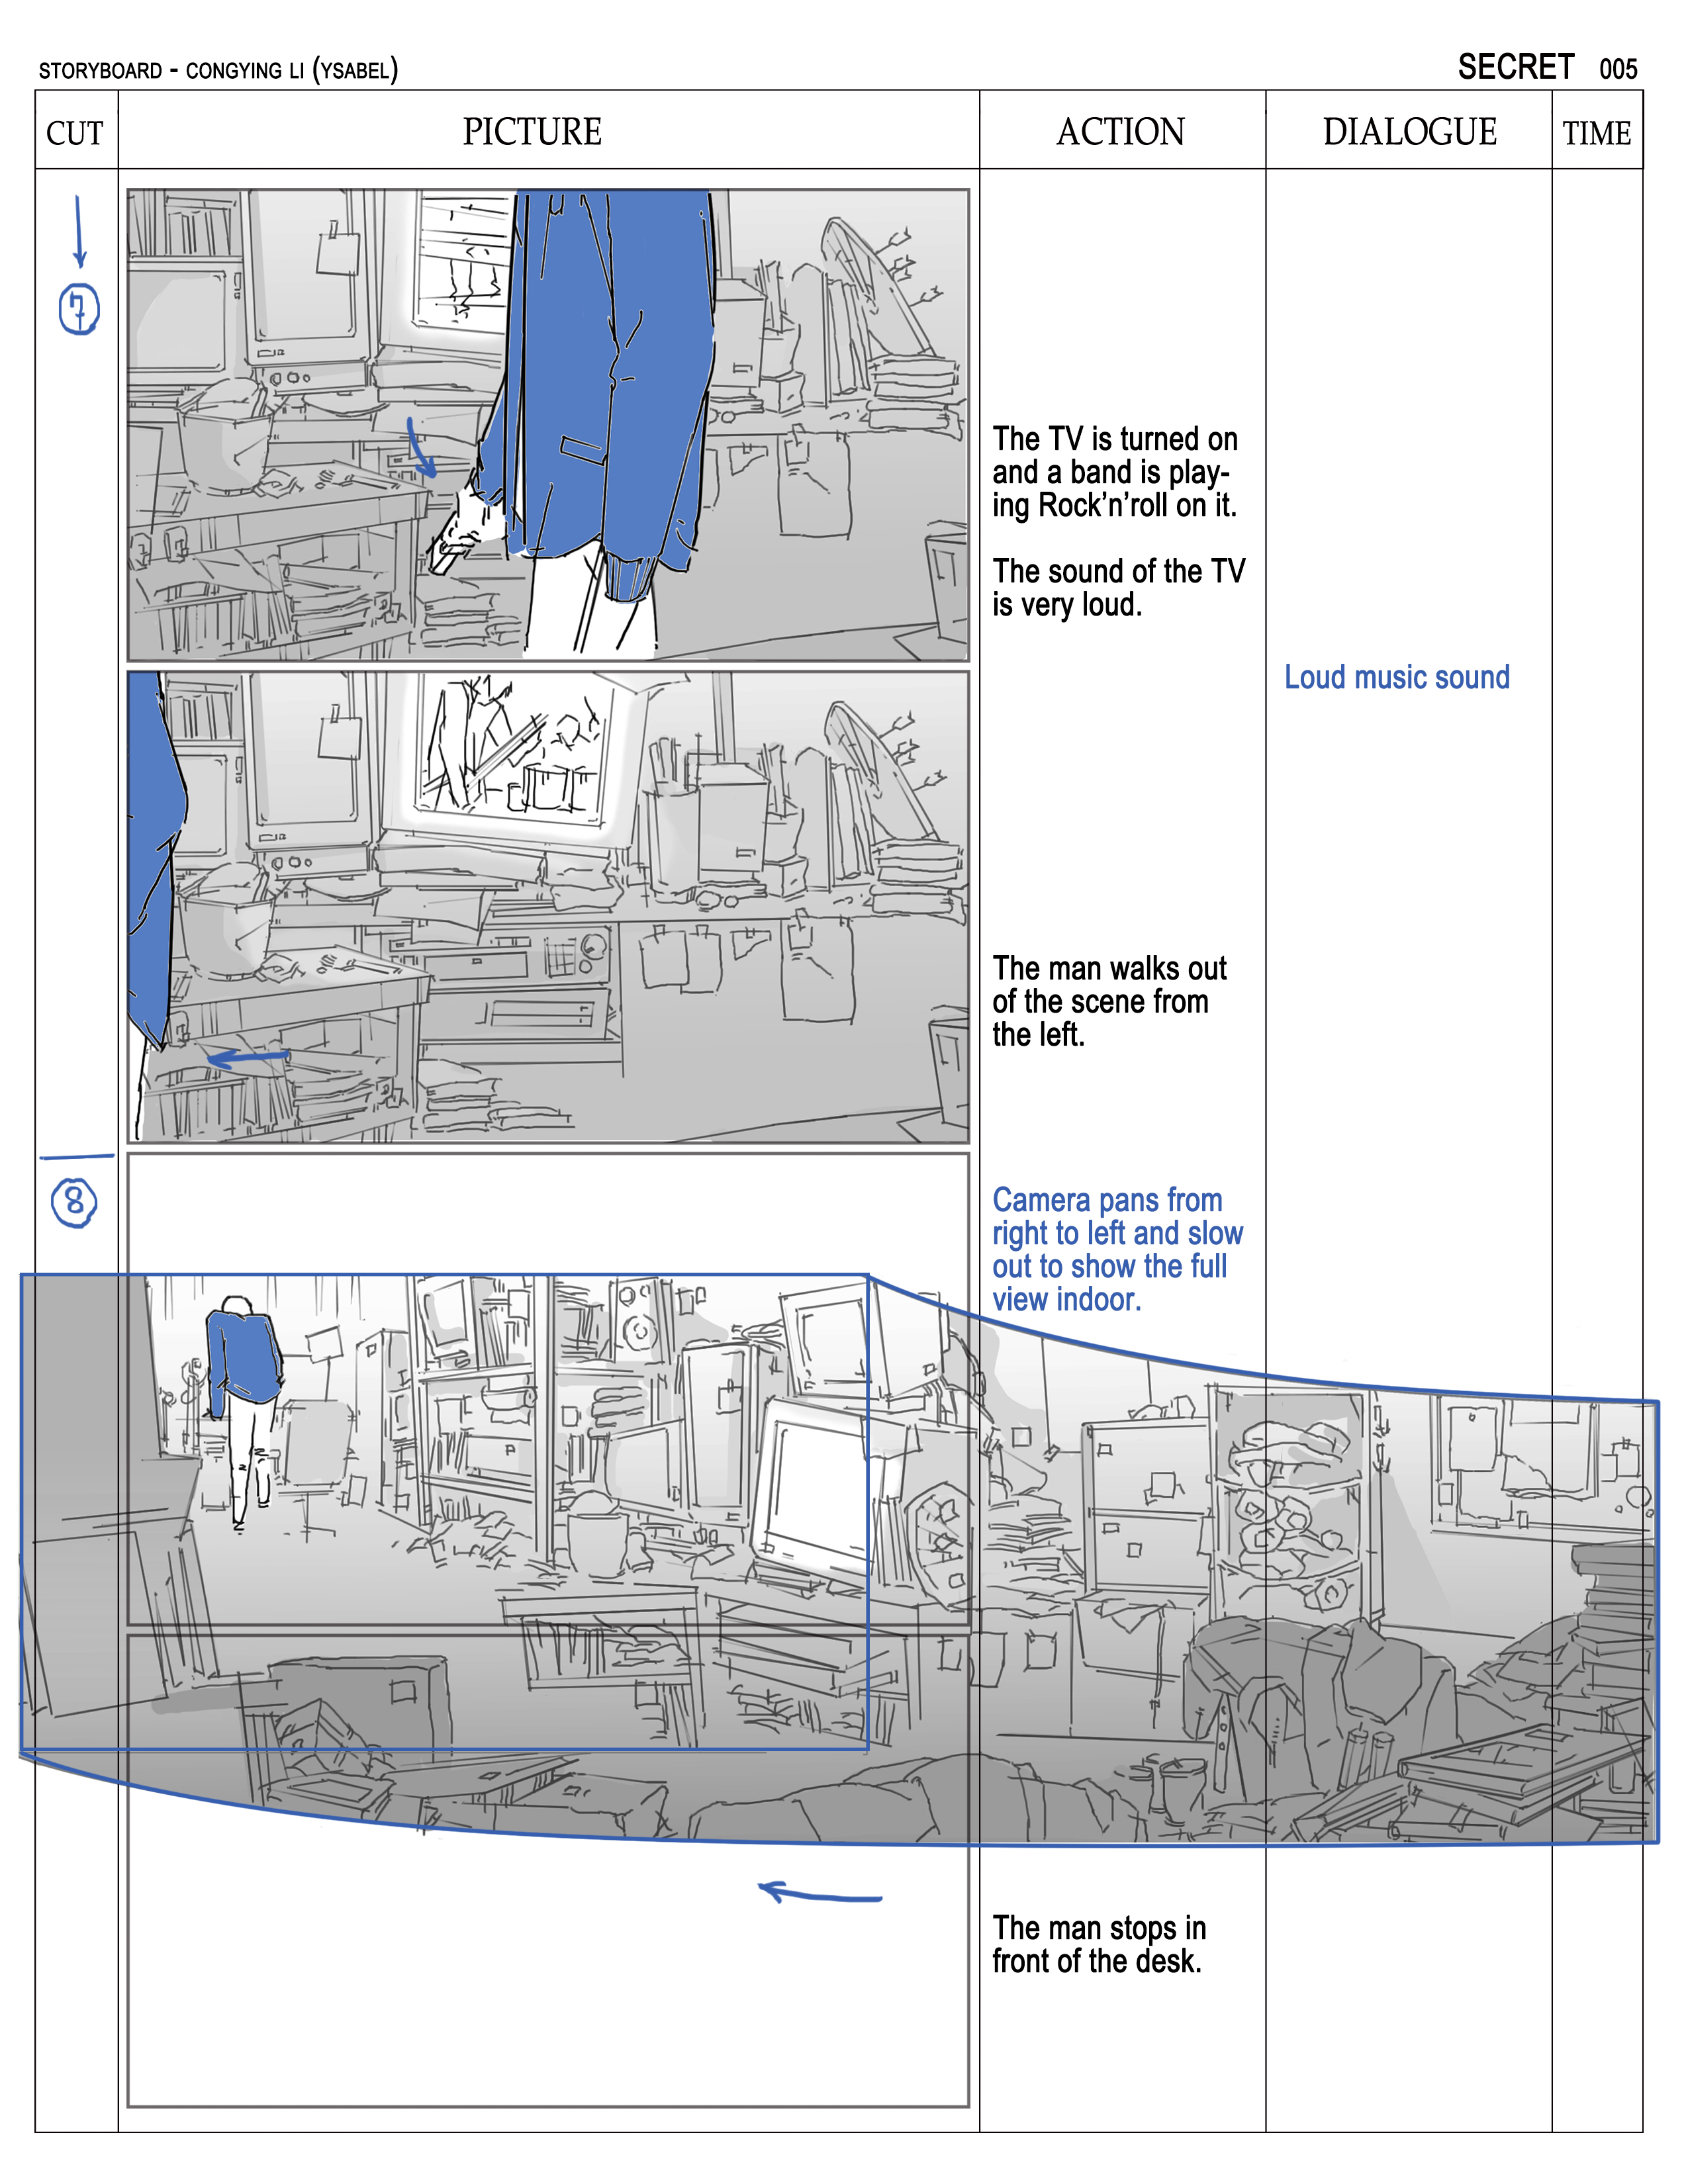 STORYBOARD - CONGYING LI (YSABEL)
SECRET 005
CUT PICTURE ACTION DIALOGUE TIME
7
The TV is turned on
and a band is play-
ing Rock'n'roll on it.
The sound of the TV
is very loud.
Loud music sound
The man walks out
of the scene from
the left.
8
Camera pans from
right to left and slow
out to show the full
view indoor.
The man stops in
front of the desk.